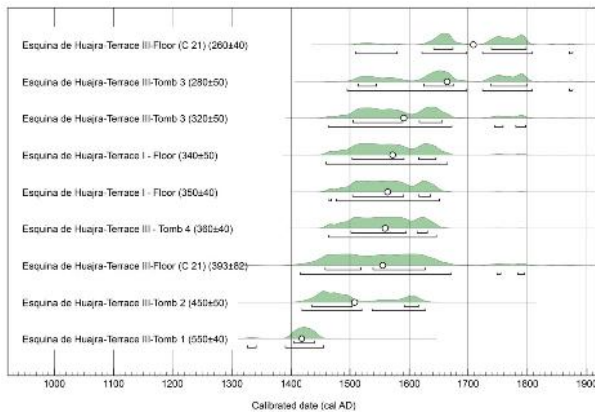 Esquina de Huajra-Terrace III-Floor (C 21) (260±40)
Esquina de Huajra-Terrace III-Tomb 3 (280±50)
Esquina de Huajra-Terrace III-Tomb 3 (320±50)
Esquina de Huajra-Terrace I - Floor (340±50)
Esquina de Huajra-Terrace I - Floor (350±40)
Esquina de Huajra-Terrace III - Tomb 4 (360±40)
Esquina de Huajra-Terrace III-Floor (C 21) (393±82)
Esquina de Huajra-Terrace III-Tomb 2 (450±50)
Esquina de Huajra-Terrace III-Tomb 1 (550±40)
1000 1100 1200 1300 1400 1500 1600 1700 1800 1900
Calibrated date (cal AD)